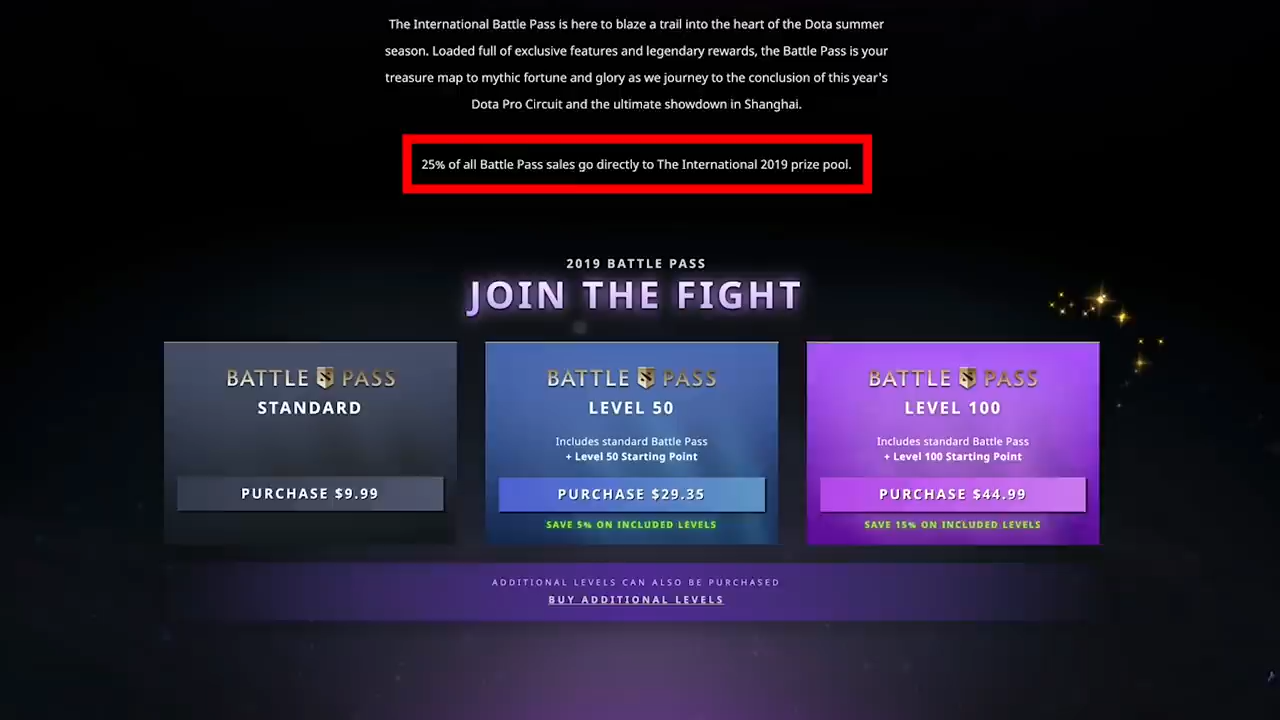 The International Battle Pass is here to blaze a trail into the heart of the Dota summer
season. Loaded full of exclusive features and legendary rewards, the Battle Pass is your
treasure map to mythic fortune and glory as we journey to the conclusion of this year's
Dota Pro Circuit and the ultimate showdown in Shanghai.
25% of all Battle Pass sales go directly to The International 2019 prize pool.
2019 BATTLE PASS
JOIN THE FIGHT
BATTLE PASS
STANDARD
PURCHASE $9.99
BATTLE PASS
LEVEL 50
Includes standard Battle Pass
+ Level 50 Starting Point
PURCHASE $29.35
SAVE 5% ON INCLUDED LEVELS
BATTLE PASS
LEVEL 100
Includes standard Battle Pass
+ Level 100 Starting Point
PURCHASE $44.99
SAVE 15% ON INCLUDED LEVELS
ADDITIONAL LEVELS CAN ALSO BE PURCHASED
BUY ADDITIONAL LEVELS